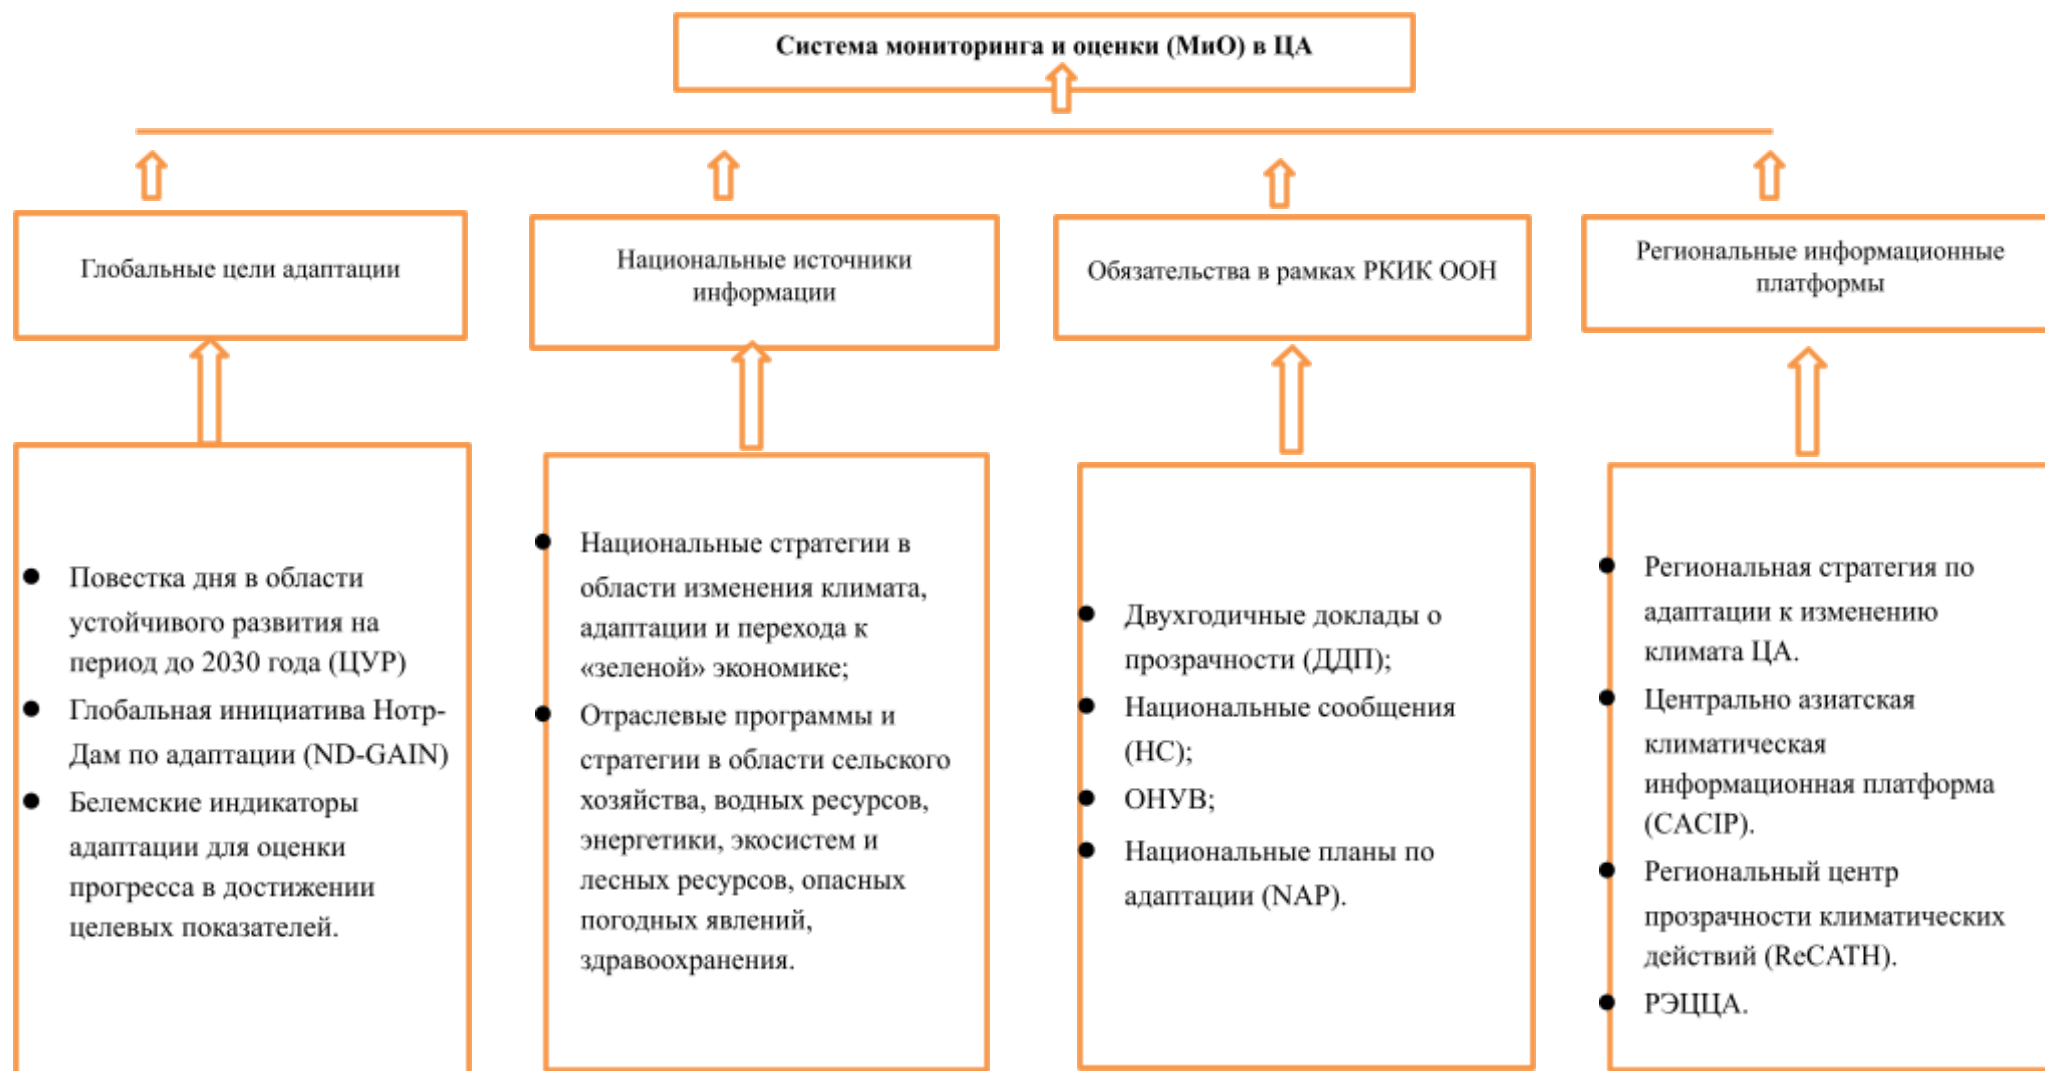 Система мониторинга и оценки (МиО) в ЦА
Глобальные цели адаптации
Национальные источники
информации
Обязательства в рамках РКИК ООН
Региональные информационные
платформы
● Повестка дня в области
устойчивого развития на
период до 2030 года (ЦУР)
● Глобальная инициатива Нотр-
Дам по адаптации (ND-GAIN)
● Белемские индикаторы
адаптации для оценки
прогресса в достижении
целевых показателей.
● Национальные стратегии в
области изменения климата,
адаптации и перехода к
«зеленой» экономике;
● Отраслевые программы и
стратегии в области сельского
хозяйства, водных ресурсов,
энергетики, экосистем и
лесных ресурсов, опасных
погодных явлений,
здравоохранения.
● Двухгодичные доклады о
прозрачности (ДДП);
● Национальные сообщения
(НС);
● ОНУВ;
● Национальные планы по
адаптации (NAP).
● Региональная стратегия по
адаптации к изменению
климата ЦА.
● Центрально азиатская
климатическая
информационная платформа
(CACIP).
● Региональный центр
прозрачности климатических
действий (ReCATH).
● РЭЦЦА.